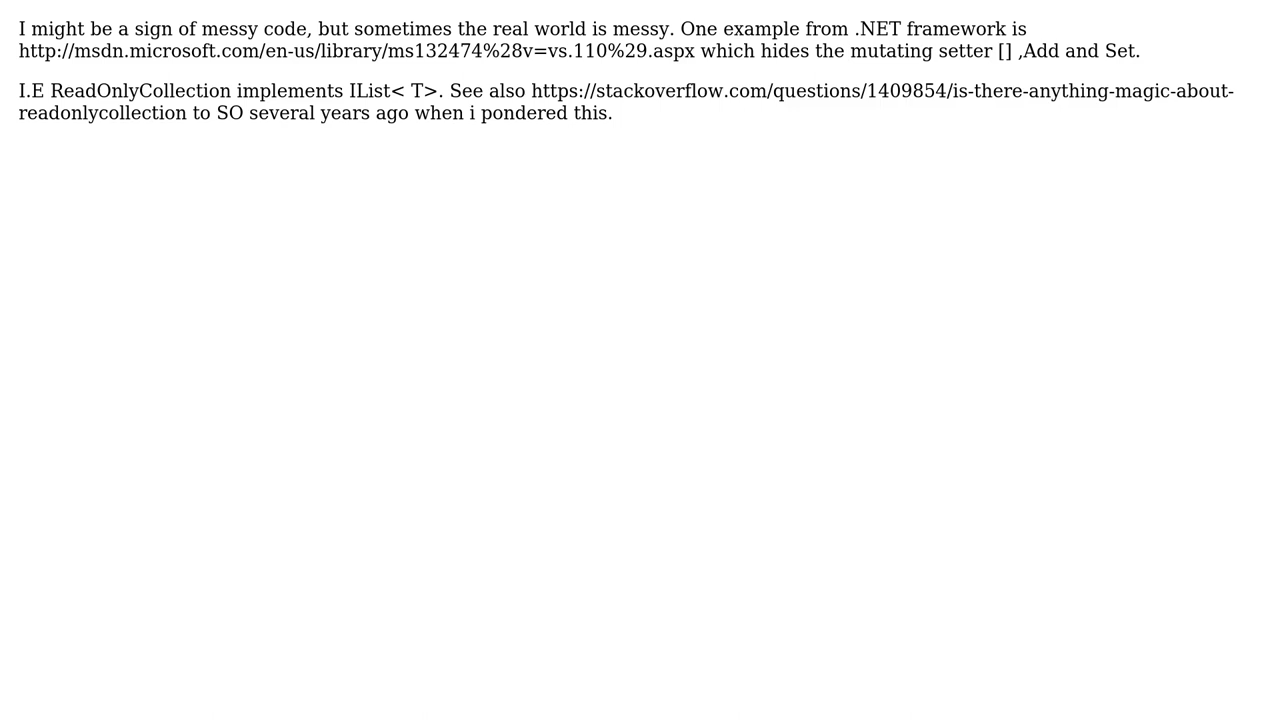 I might be a sign of messy code, but sometimes the real world is messy. One example from .NET framework is
http://msdn.microsoft.com/en-us/library/ms132474%28v=vs.110%29.aspx which hides the mutating setter [] ,Add and Set.
I.E ReadOnlyCollection implements IList< T>. See also https://stackoverflow.com/questions/1409854/is-there-anything-magic-about-
readonlycollection to SO several years ago when i pondered this.